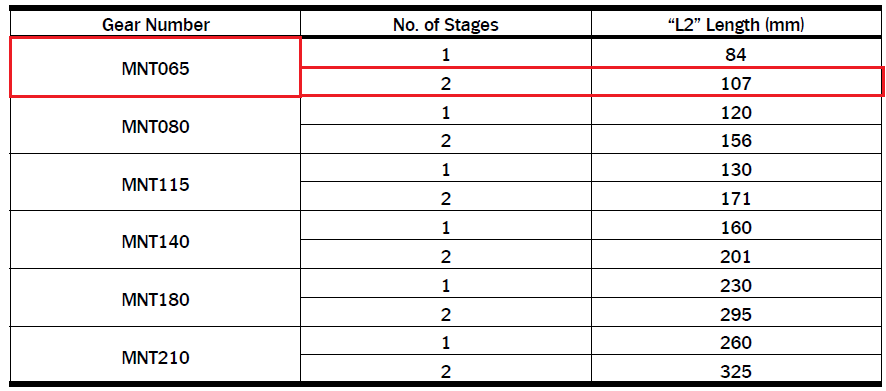 Gear Number No. of Stages “L2” Length (mm)
MNT065 1 84
2 107
MNT080 1 120
2 156
MNT115 1 130
2 171
MNT140 1 160
2 201
MNT180 1 230
2 295
MNT210 1 260
2 325